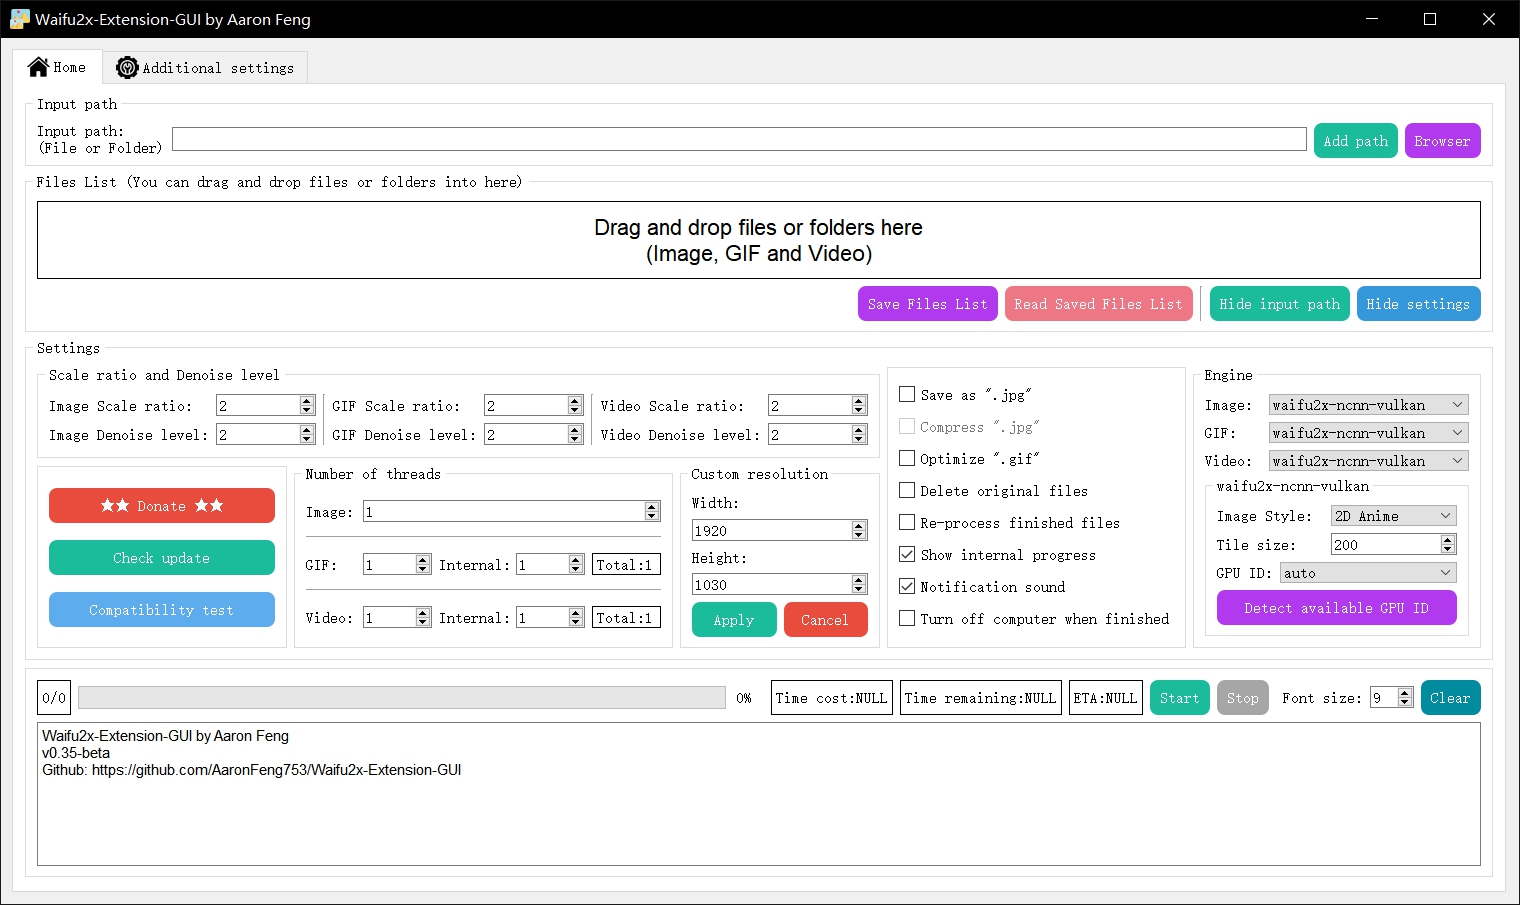 Waifu2x-Extension-GUI by Aaron Feng
Home
Additional settings
Input path
Input path:
(File or Folder)
Add path
Browser
Files List (You can drag and drop files or folders into here)
Drag and drop files or folders here
(Image, GIF and Video)
Save Files List
Read Saved Files List
Hide input path
Hide settings
Settings
Scale ratio and Denoise level
Image Scale ratio: 2
GIF Scale ratio: 2
Video Scale ratio: 2
Image Denoise level: 2
GIF Denoise level: 2
Video Denoise level: 2
★★ Donate ★★
Check update
Compatibility test
Number of threads
Image: 1
GIF: 1 Internal: 1 Total:1
Video: 1 Internal: 1 Total:1
Custom resolution
Width:
1920
Height:
1030
Apply
Cancel
Save as ".jpg"
Compress ".jpg"
Optimize ".gif"
Delete original files
Re-process finished files
Show internal progress
Notification sound
Turn off computer when finished
Engine
Image: waifu2x-ncnn-vulkan
GIF: waifu2x-ncnn-vulkan
Video: waifu2x-ncnn-vulkan
waifu2x-ncnn-vulkan
Image Style: 2D Anime
Tile size: 200
GPU ID: auto
Detect available GPU ID
0/0
0%
Time cost:NULL
Time remaining:NULL
ETA:NULL
Start
Stop
Font size: 9
Clear
Waifu2x-Extension-GUI by Aaron Feng
v0.35-beta
Github: https://github.com/AaronFeng753/Waifu2x-Extension-GUI